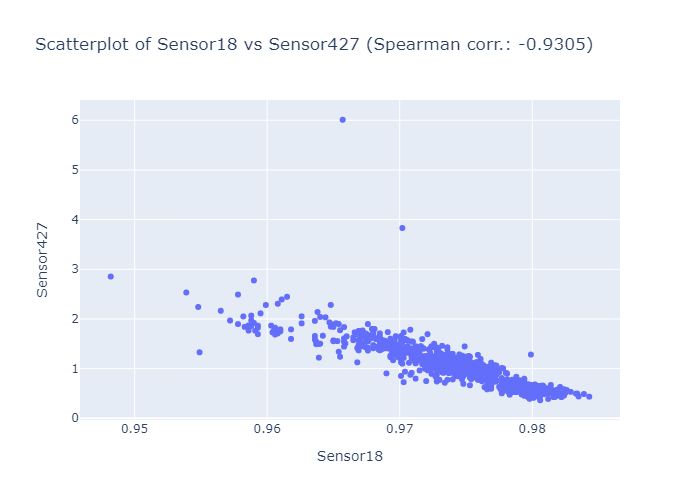 Scatterplot of Sensor18 vs Sensor427 (Spearman corr.: -0.9305)
6
5
4
3
2
1
0
Sensor427
0.95 0.96 0.97 0.98
Sensor18